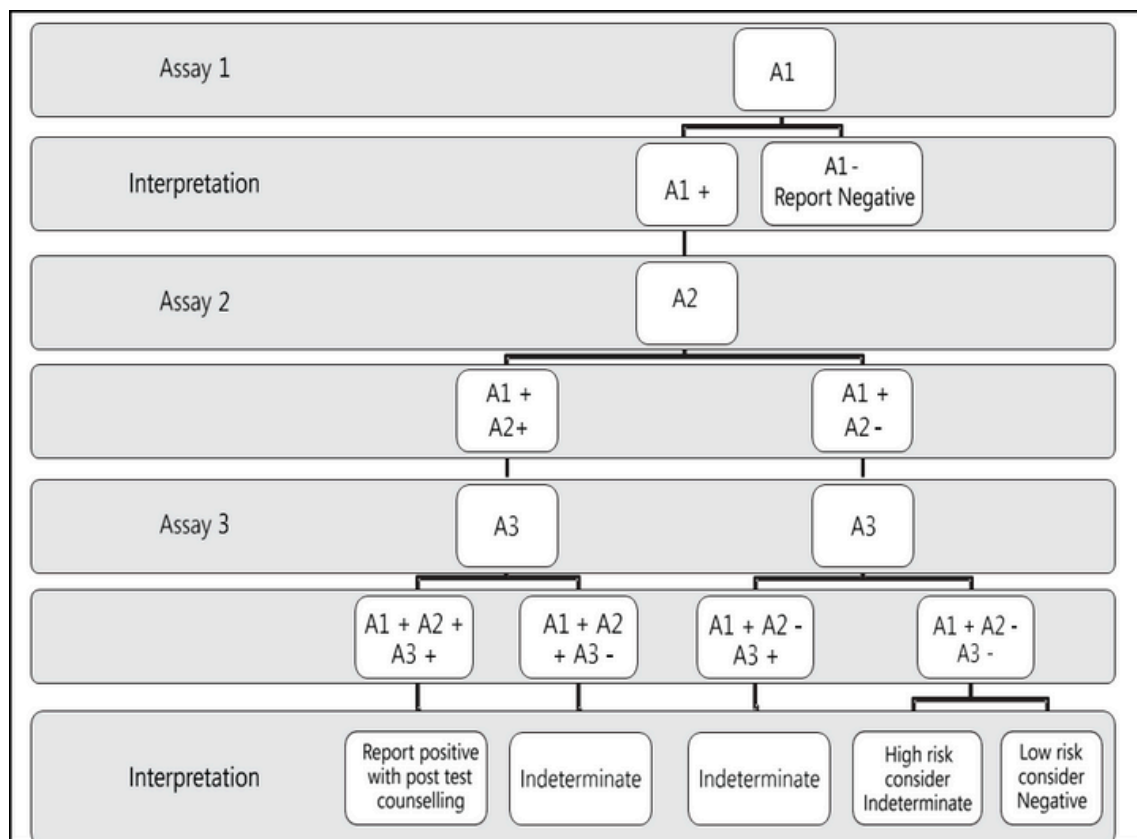 Assay 1
A1
Interpretation
A1 +
A1 -
Report Negative
Assay 2
A2
A1 +
A2+
A1 +
A2 -
Assay 3
A3
A3
A1 + A2 +
A3 +
A1 + A2
+ A3 -
A1 + A2 -
A3 +
A1 + A2 -
A3 -
Interpretation
Report positive
with post test
counselling
Indeterminate
Indeterminate
High risk
consider
Indeterminate
Low risk
consider
Negative